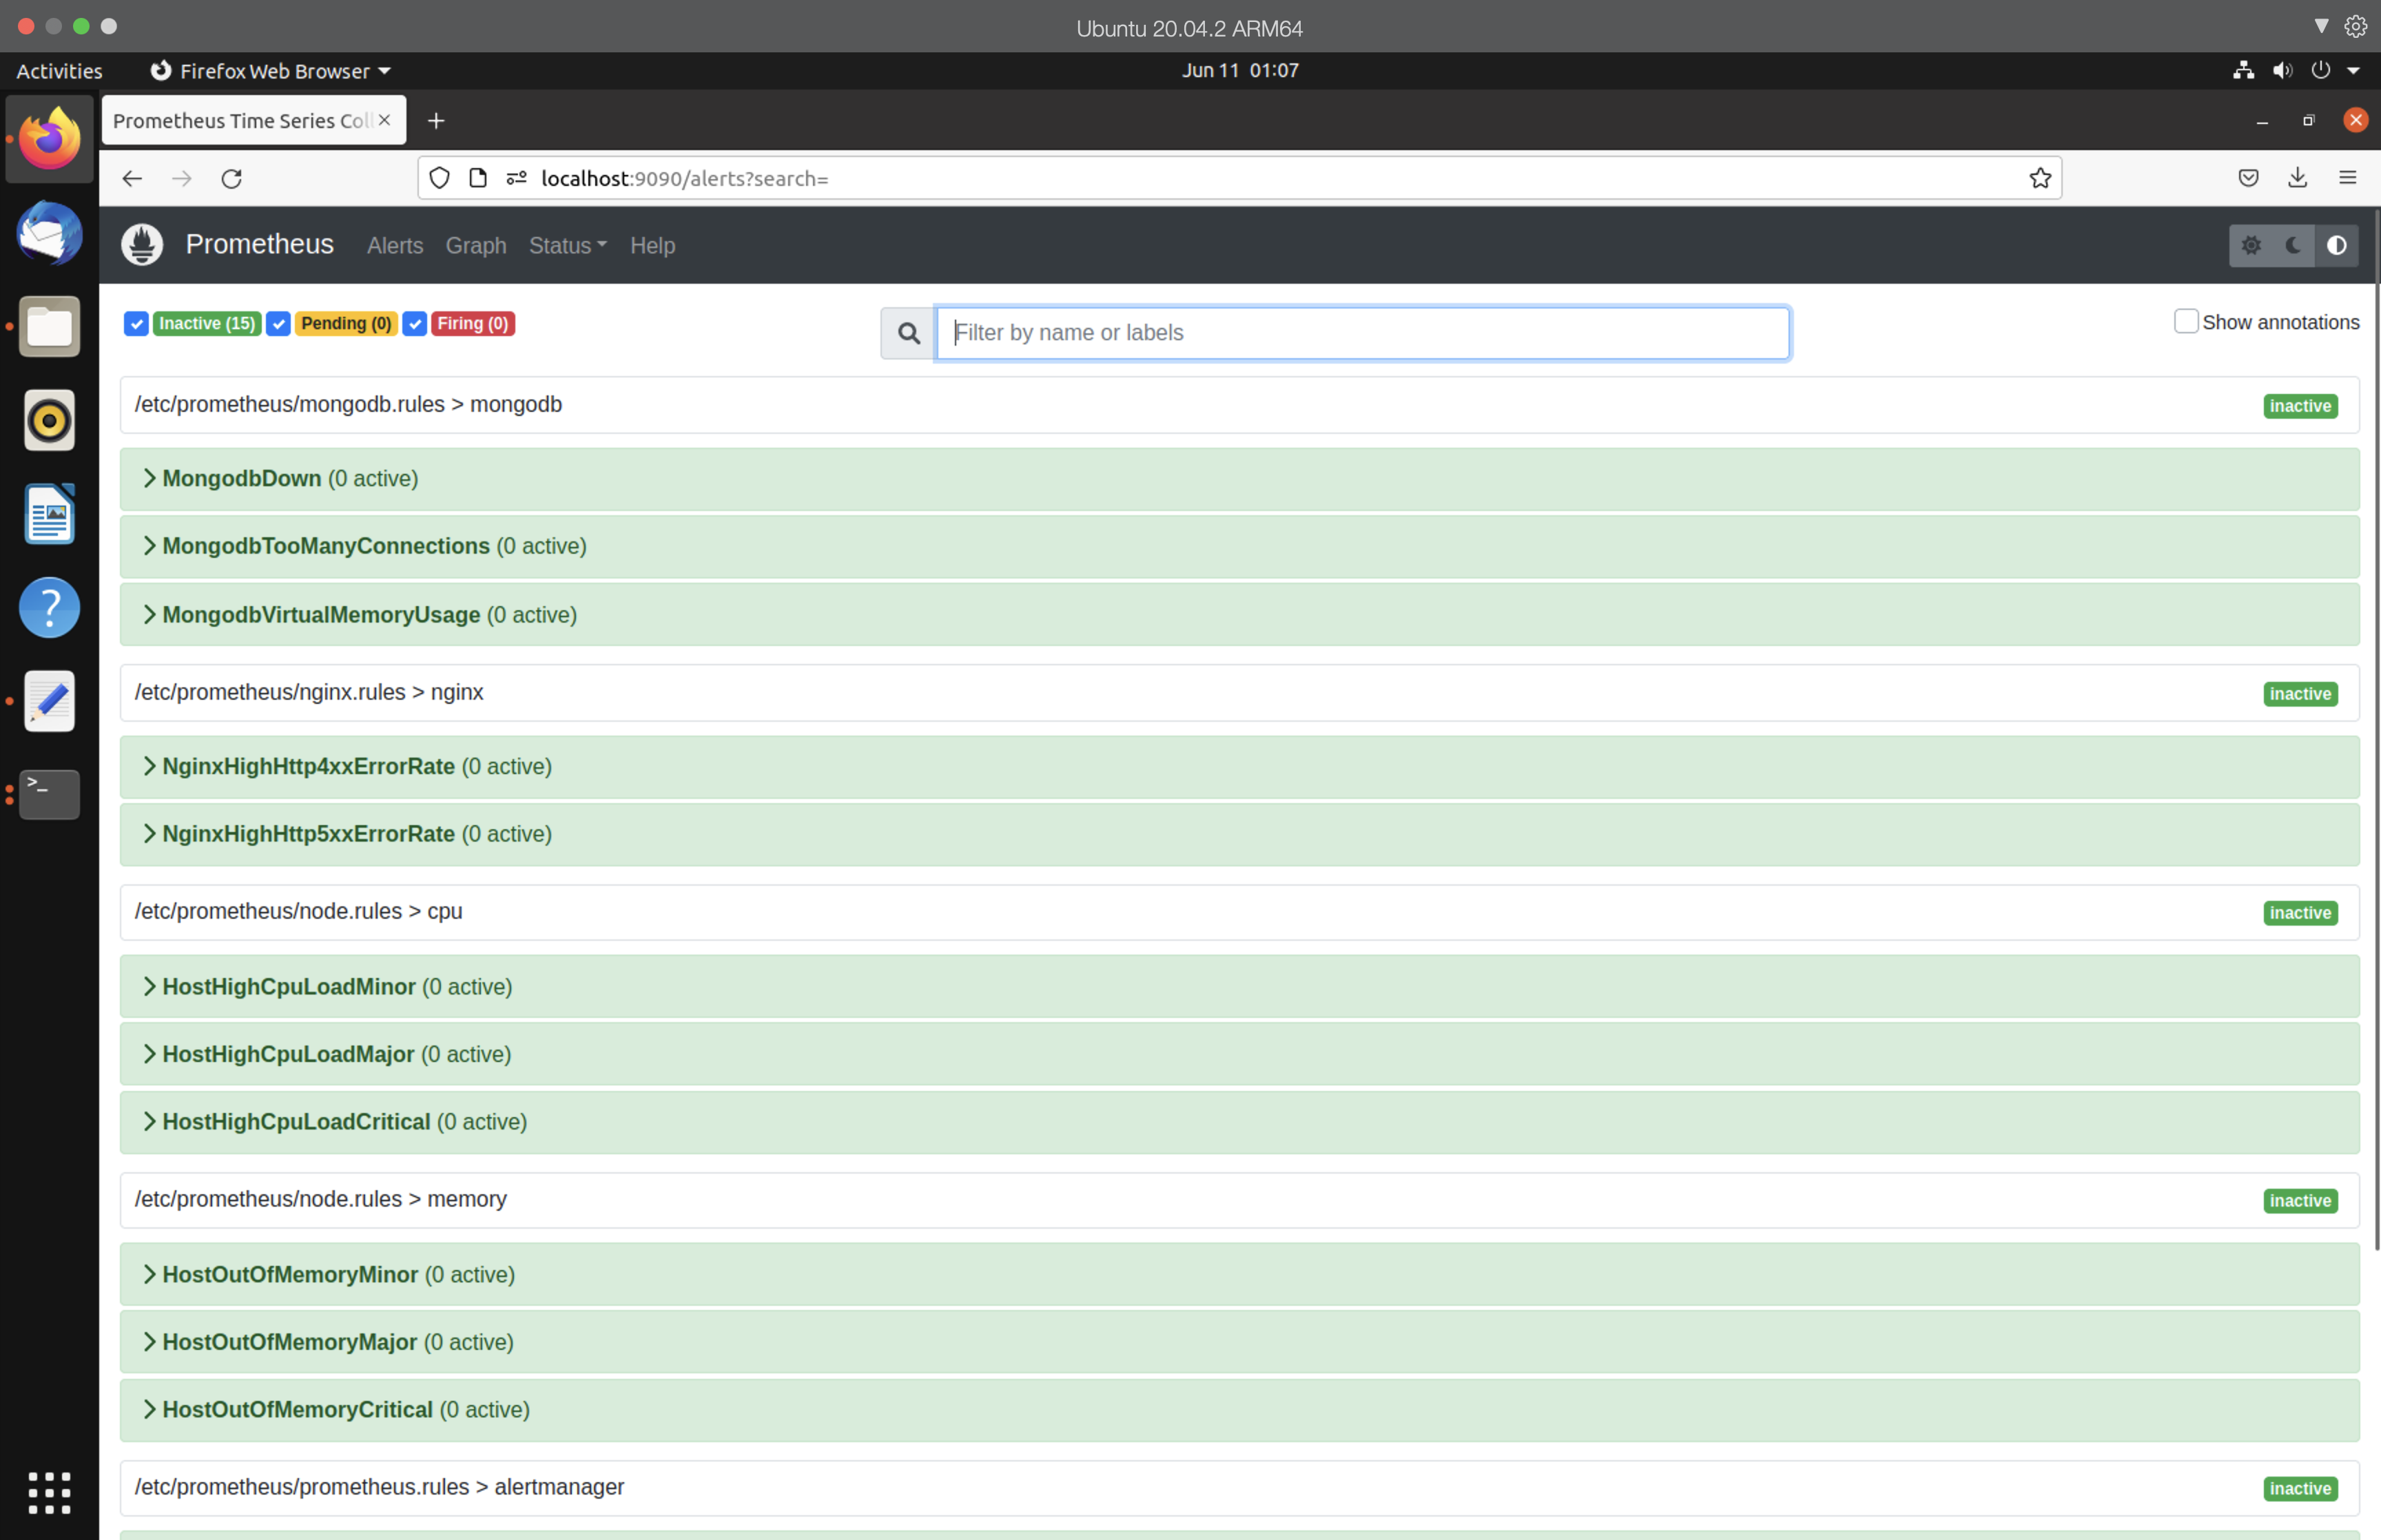 Ubuntu 20.04.2 ARM64
Activities Firefox Web Browser Jun 11 01:07
Prometheus Time Series Coll
localhost:9090/alerts?search=
Prometheus Alerts Graph Status Help
Inactive (15) Pending (0) Firing (0) Filter by name or labels Show annotations
/etc/prometheus/mongodb.rules > mongodb inactive
MongodbDown (0 active)
MongodbTooManyConnections (0 active)
MongodbVirtualMemoryUsage (0 active)
/etc/prometheus/nginx.rules > nginx inactive
NginxHighHttp4xxErrorRate (0 active)
NginxHighHttp5xxErrorRate (0 active)
/etc/prometheus/node.rules > cpu inactive
HostHighCpuLoadMinor (0 active)
HostHighCpuLoadMajor (0 active)
HostHighCpuLoadCritical (0 active)
/etc/prometheus/node.rules > memory inactive
HostOutOfMemoryMinor (0 active)
HostOutOfMemoryMajor (0 active)
HostOutOfMemoryCritical (0 active)
/etc/prometheus/prometheus.rules > alertmanager inactive